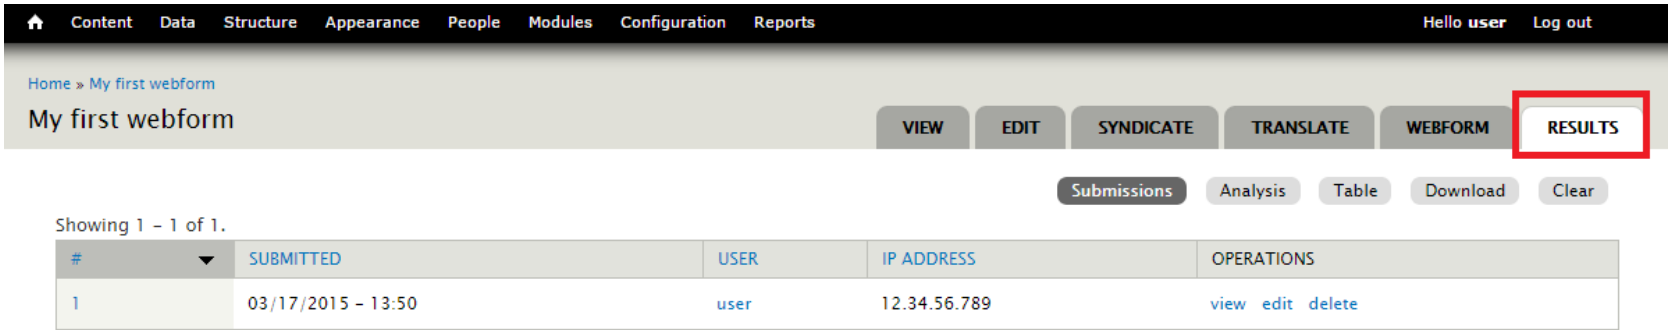 Content Data Structure Appearance People Modules Configuration Reports Hello user Log out
Home » My first webform
My first webform
VIEW EDIT SYNDICATE TRANSLATE WEBFORM RESULTS
Submissions Analysis Table Download Clear
Showing 1 – 1 of 1.
# SUBMITTED USER IP ADDRESS OPERATIONS
1 03/17/2015 – 13:50 user 12.34.56.789 view edit delete